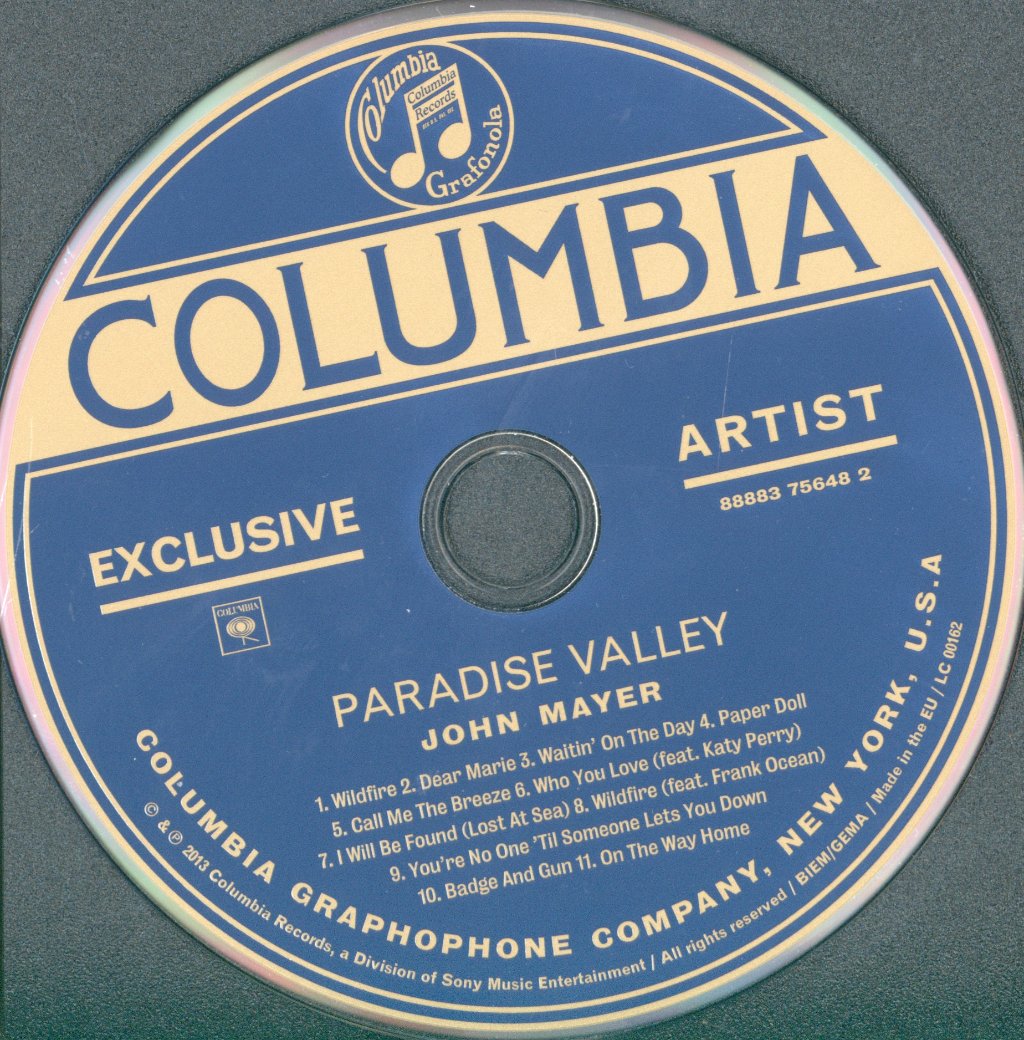 Columbia
Columbia
Records
Grafonola
COLUMBIA
EXCLUSIVE
ARTIST
88883 75648 2
COLUMBIA
PARADISE VALLEY
JOHN MAYER
1. Wildfire 2. Dear Marie 3. Waitin' On The Day 4. Paper Doll
5. Call Me The Breeze 6. Who You Love (feat. Katy Perry)
7. I Will Be Found (Lost At Sea) 8. Wildfire (feat. Frank Ocean)
9. You're No One 'Til Someone Lets You Down
10. Badge And Gun 11. On The Way Home
COLUMBIA GRAPHOPHONE COMPANY, NEW YORK, U.S.A
© & ℗ 2013 Columbia Records, a Division of Sony Music Entertainment / All rights reserved / BIEM/GEMA / Made in the EU / LC 00162